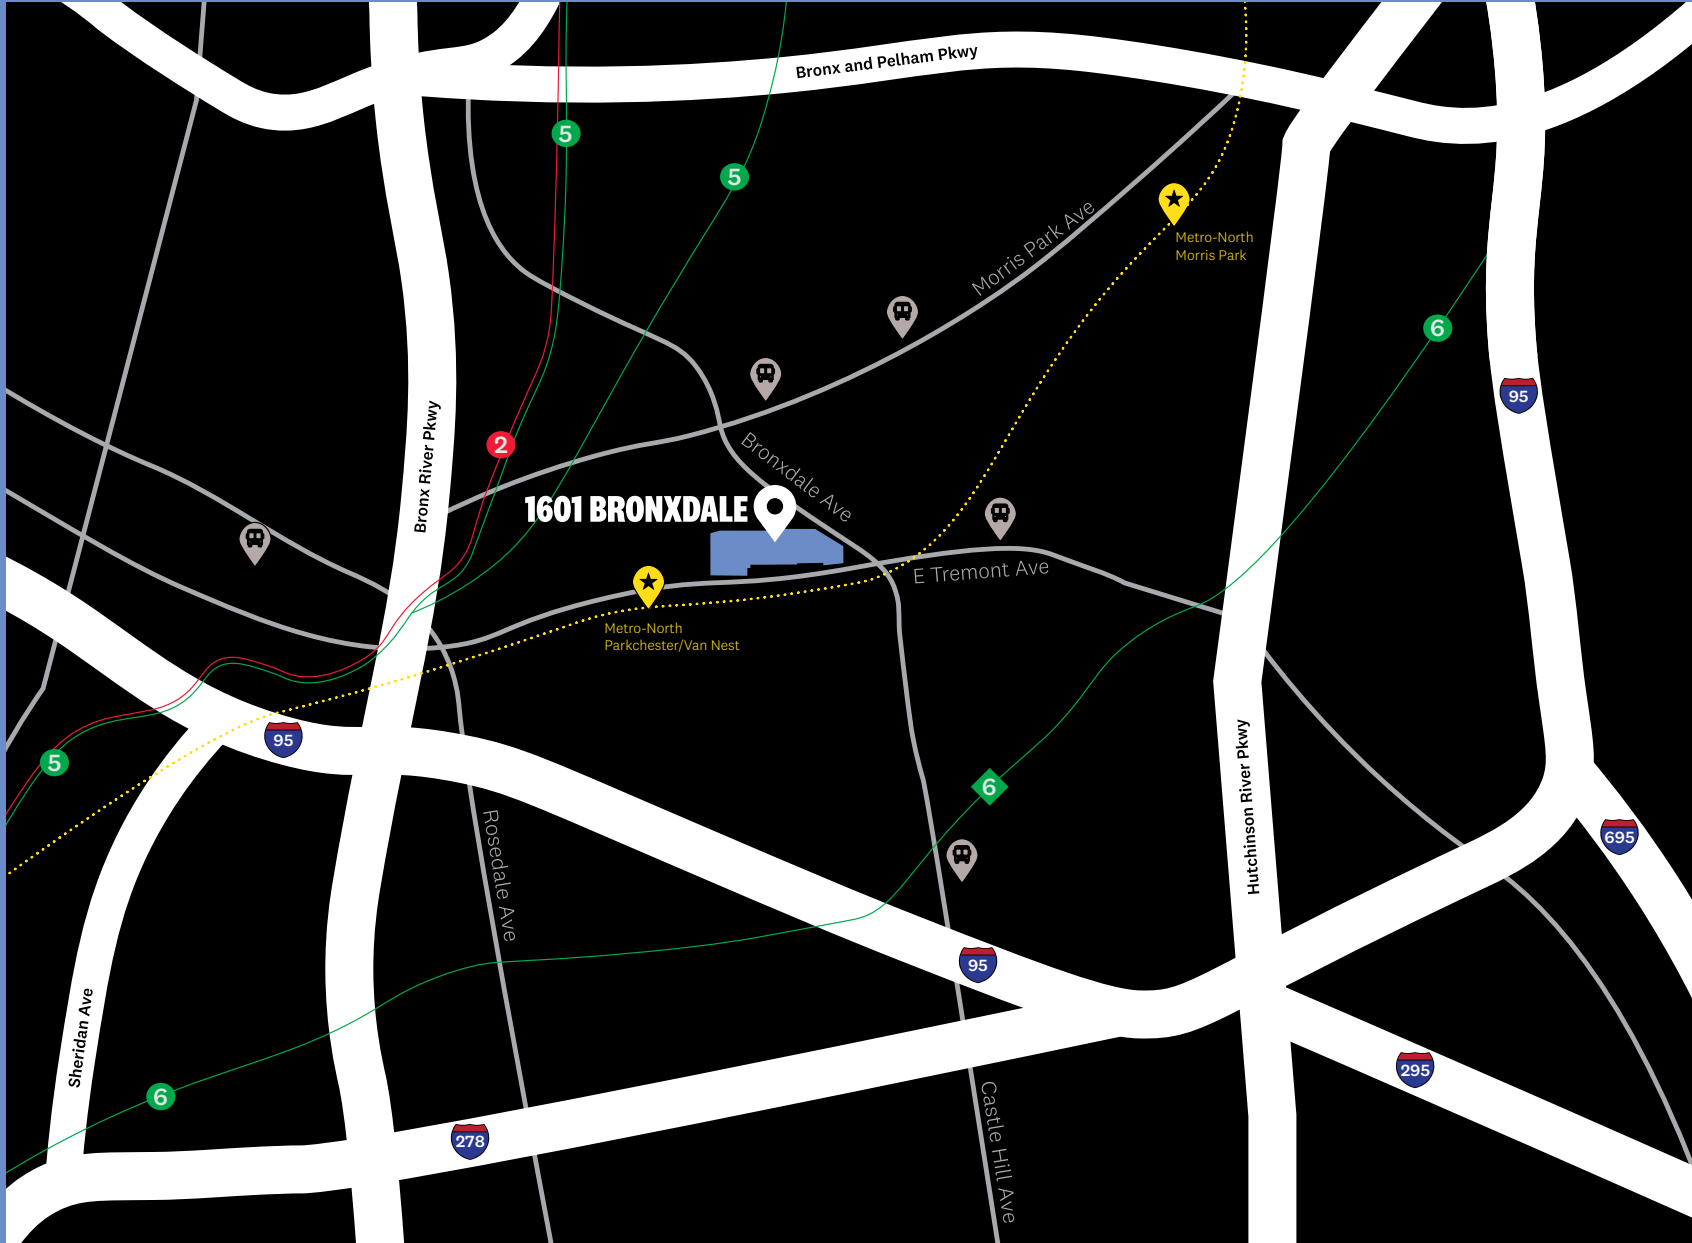 Bronx and Pelham Pkwy
5
5
Morris Park Ave
Metro-North
Morris Park
6
95
Bronx River Pkwy
2
Bronxdale Ave
1601 BRONXDALE
E Tremont Ave
Metro-North
Parkchester/Van Nest
95
5
6
Hutchinson River Pkwy
695
Rosedale Ave
95
Sheridan Ave
295
6
278
Castle Hill Ave